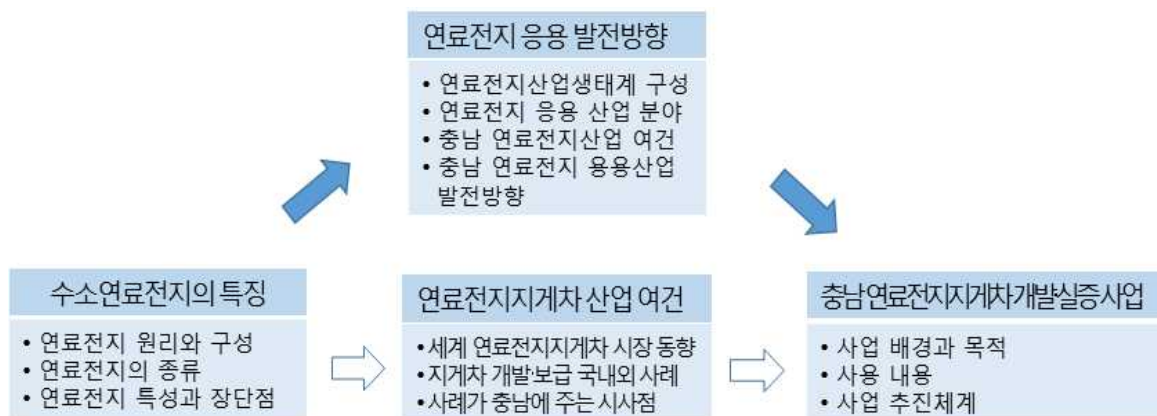 연료전지 응용 발전방향
• 연료전지산업생태계 구성
• 연료전지 응용 산업 분야
• 충남 연료전지산업 여건
• 충남 연료전지 용용산업
발전방향
수소연료전지의 특징
• 연료전지 원리와 구성
• 연료전지의 종류
• 연료전지 특성과 장단점
연료전지지게차 산업 여건
• 세계 연료전지지게차 시장 동향
• 지게차 개발·보급 국내외 사례
• 사례가 충남에 주는 시사점
충남연료전지지게차개발·실증사업
• 사업 배경과 목적
• 사용 내용
• 사업 추진체계